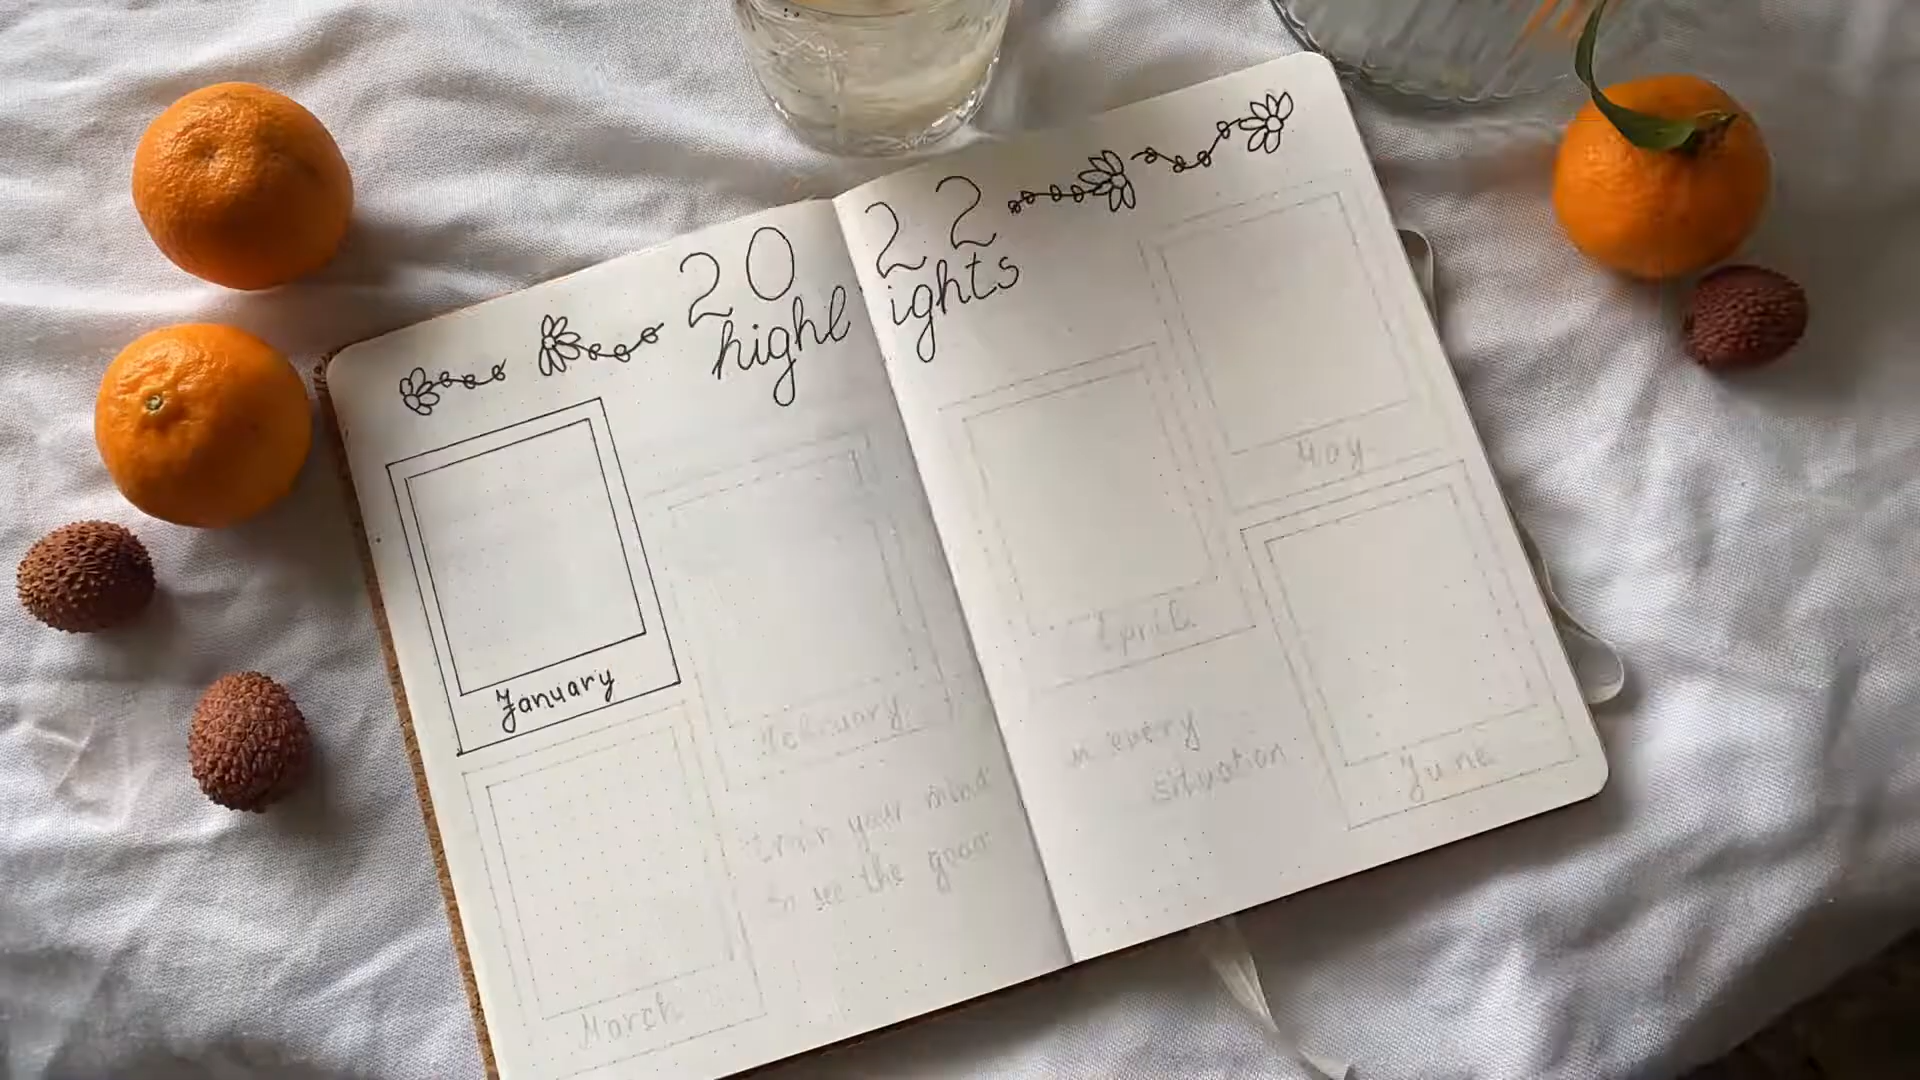 2022
highlights
January
February
March
April
May
June
train your mind
to see the good
in every
situation